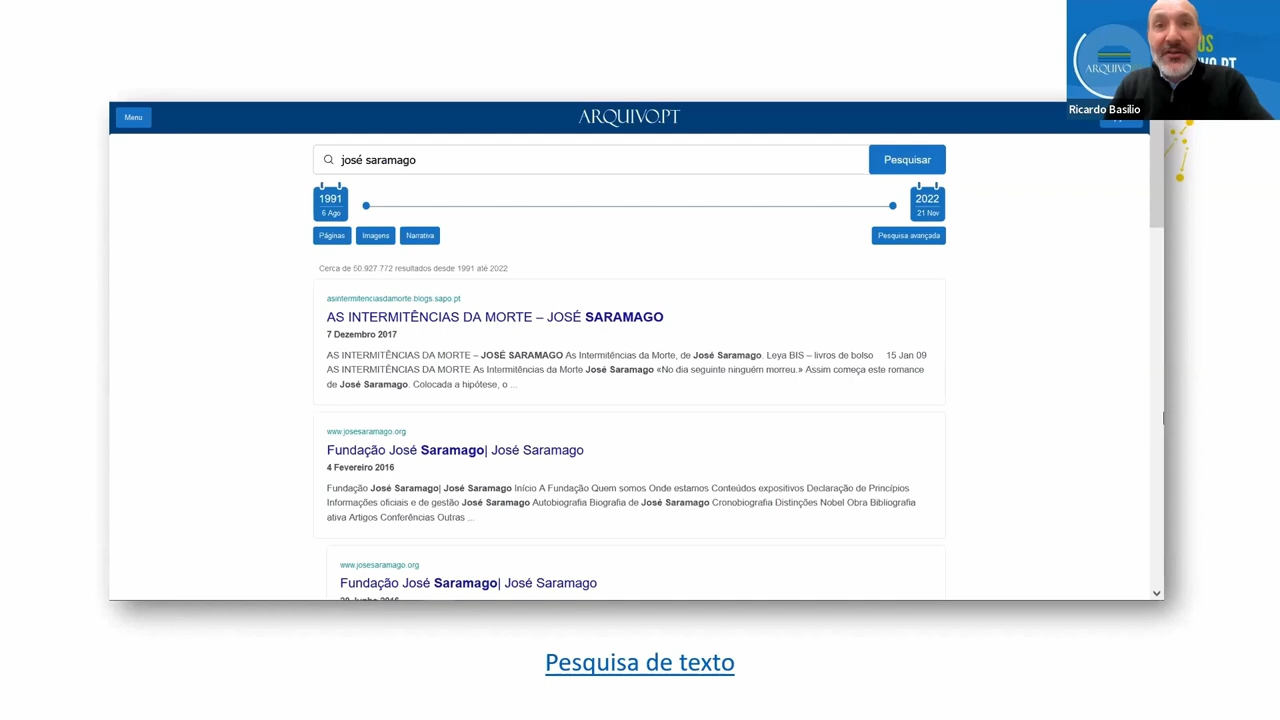 ARQUIVO
OS
VO.PT
Ricardo Basílio
Menu
ARQUIVO.PT
josé saramago
Pesquisar
1991
6 Ago
2022
21 Nov
Páginas
Imagens
Narrativa
Pesquisa avançada
Cerca de 50.927.772 resultados desde 1991 até 2022
asintermitenciasdamorte.blogs.sapo.pt
AS INTERMITÊNCIAS DA MORTE – JOSÉ SARAMAGO
7 Dezembro 2017
AS INTERMITÊNCIAS DA MORTE – JOSÉ SARAMAGO As Intermitências da Morte, de José Saramago. Leya BIS – livros de bolso 15 Jan 09
AS INTERMITÊNCIAS DA MORTE As Intermitências da Morte José Saramago «No dia seguinte ninguém morreu.» Assim começa este romance
de José Saramago. Colocada a hipótese, o ...
www.josesaramago.org
Fundação José Saramago| José Saramago
4 Fevereiro 2016
Fundação José Saramago| José Saramago Início A Fundação Quem somos Onde estamos Conteúdos expositivos Declaração de Princípios
Informações oficiais e de gestão José Saramago Autobiografia Biografia de José Saramago Cronobiografia Distinções Nobel Obra Bibliografia
ativa Artigos Conferências Outras ...
www.josesaramago.org
Fundação José Saramago| José Saramago
Pesquisa de texto